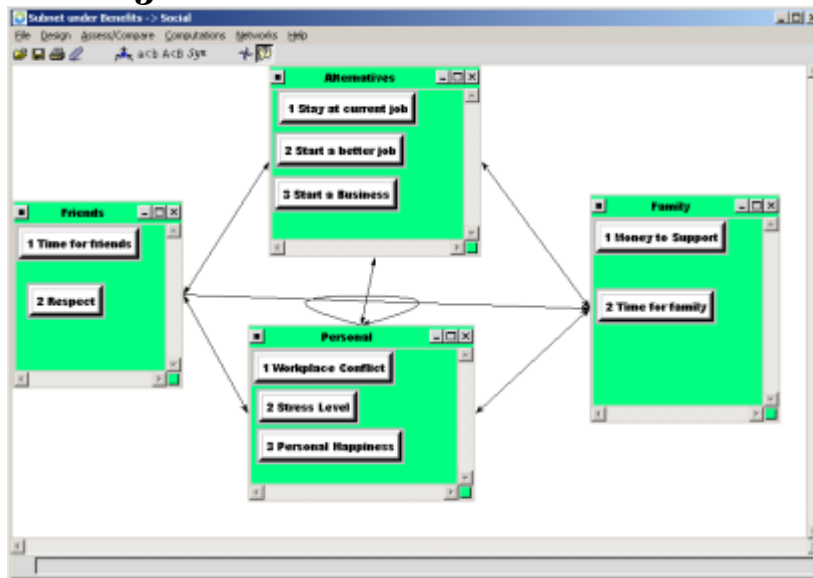 Subnet under Benefits -> Social
File Design Assess/Compare Computations Networks Help
a<b A<B Syn
Alternatives
1 Stay at current job
2 Start a better job
3 Start a Business
Friends
1 Time for friends
2 Respect
Family
1 Money to Support
2 Time for family
Personal
1 Workplace Conflict
2 Stress Level
3 Personal Happiness